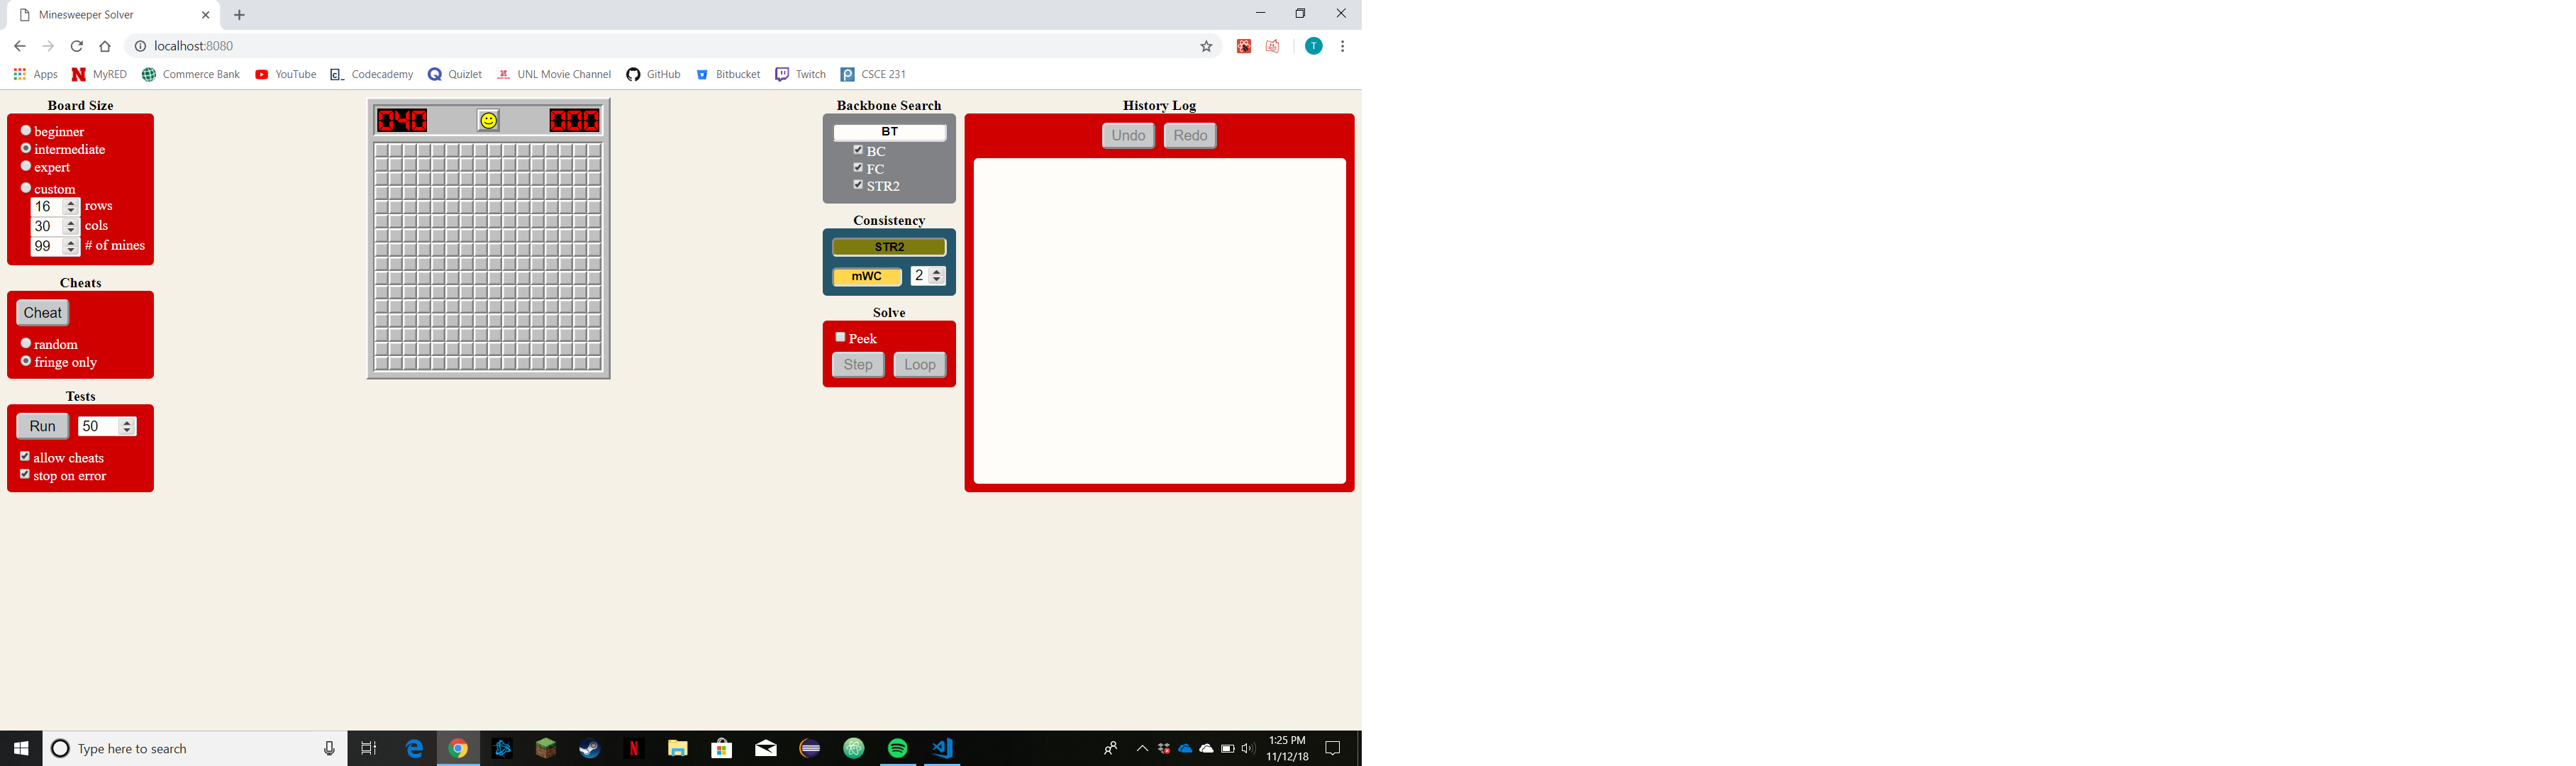 Minesweeper Solver
localhost:8080
T
Apps MyRED Commerce Bank YouTube Codecademy Quizlet UNL Movie Channel GitHub Bitbucket Twitch CSCE 231
Board Size
beginner
intermediate
expert
custom
16 rows
30 cols
99 # of mines
Cheats
Cheat
random
fringe only
Tests
Run 50
allow cheats
stop on error
040 000
Backbone Search
BT
BC
FC
STR2
Consistency
STR2
mWC 2
Solve
Peek
Step Loop
History Log
Undo Redo
Type here to search
1:25 PM
11/12/18